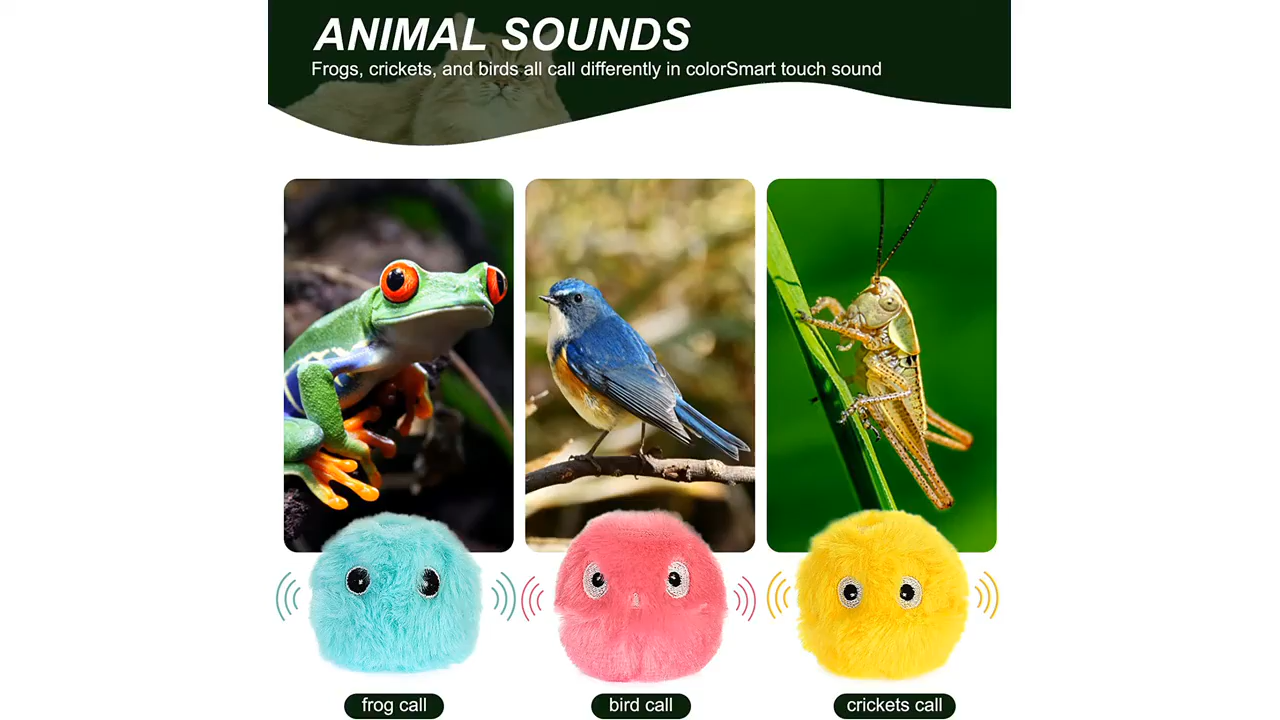 ANIMAL SOUNDS
Frogs, crickets, and birds all call differently in colorSmart touch sound
frog call
bird call
crickets call